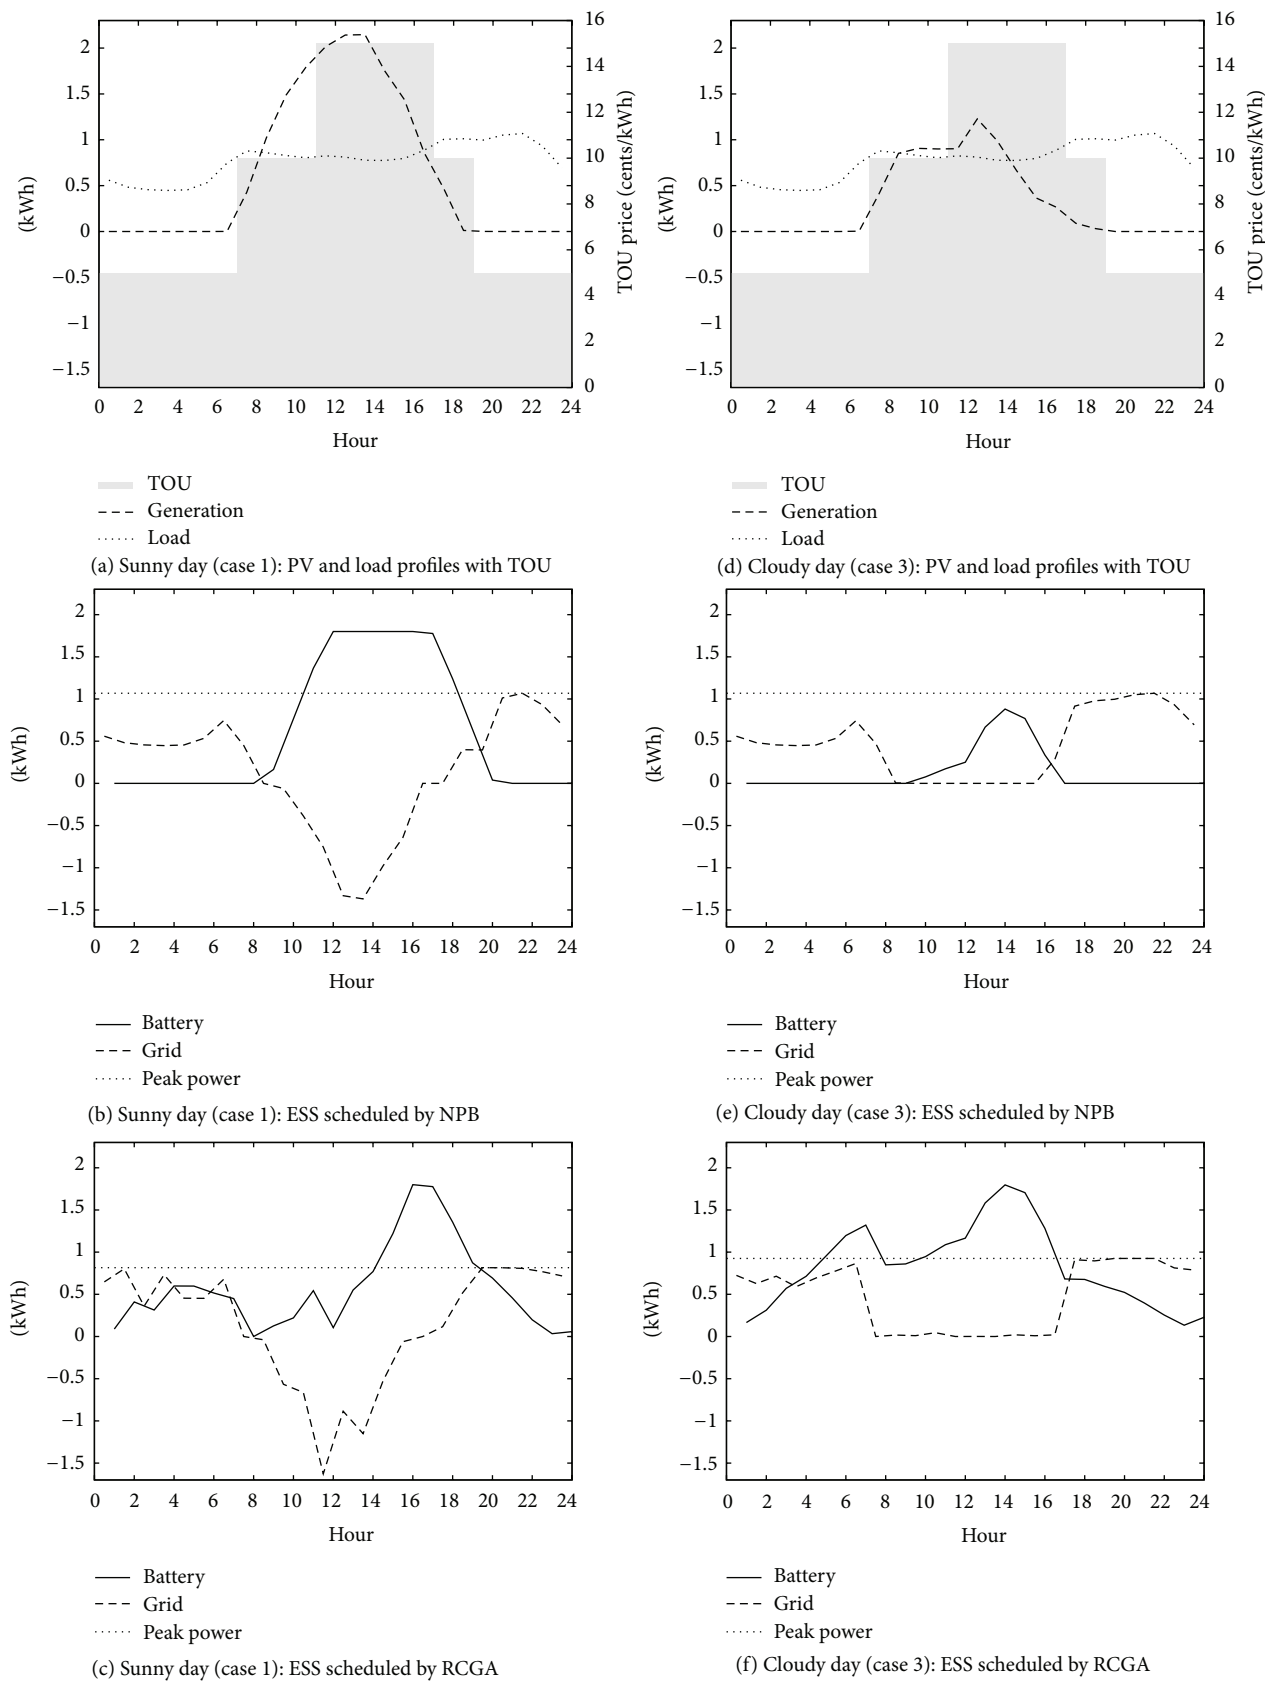 2
1.5
1
0.5
0
−0.5
−1
−1.5
(kWh)
16
14
12
10
8
6
4
2
0
TOU price (cents/kWh)
0 2 4 6 8 10 12 14 16 18 20 22 24
Hour
TOU
Generation
Load
(a) Sunny day (case 1): PV and load profiles with TOU
2
1.5
1
0.5
0
−0.5
−1
−1.5
(kWh)
16
14
12
10
8
6
4
2
0
TOU price (cents/kWh)
0 2 4 6 8 10 12 14 16 18 20 22 24
Hour
TOU
Generation
Load
(d) Cloudy day (case 3): PV and load profiles with TOU
2
1.5
1
0.5
0
−0.5
−1
−1.5
(kWh)
0 2 4 6 8 10 12 14 16 18 20 22 24
Hour
Battery
Grid
Peak power
(b) Sunny day (case 1): ESS scheduled by NPB
2
1.5
1
0.5
0
−0.5
−1
−1.5
(kWh)
0 2 4 6 8 10 12 14 16 18 20 22 24
Hour
Battery
Grid
Peak power
(e) Cloudy day (case 3): ESS scheduled by NPB
2
1.5
1
0.5
0
−0.5
−1
−1.5
(kWh)
0 2 4 6 8 10 12 14 16 18 20 22 24
Hour
Battery
Grid
Peak power
(c) Sunny day (case 1): ESS scheduled by RCGA
2
1.5
1
0.5
0
−0.5
−1
−1.5
(kWh)
0 2 4 6 8 10 12 14 16 18 20 22 24
Hour
Battery
Grid
Peak power
(f) Cloudy day (case 3): ESS scheduled by RCGA